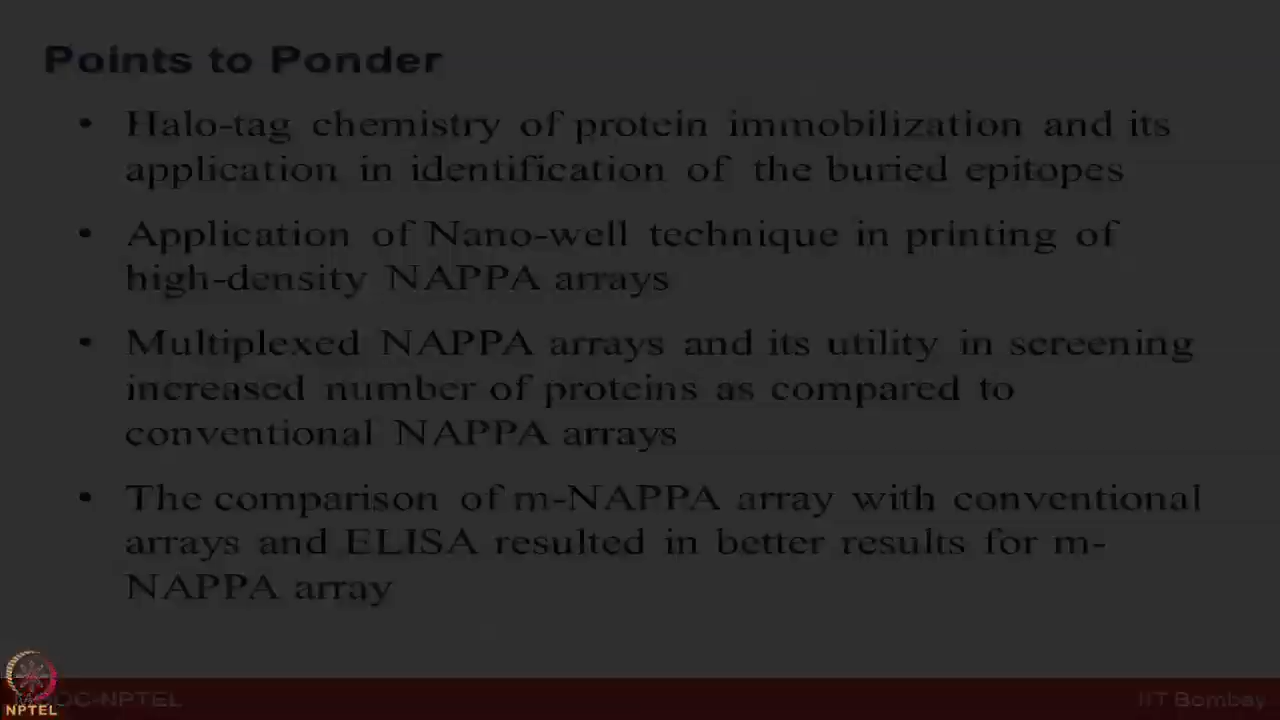 Points to Ponder
• Halo-tag chemistry of protein immobilization and its
application in identification of the buried epitopes
• Application of Nano-well technique in printing of
high-density NAPPA arrays
• Multiplexed NAPPA arrays and its utility in screening
increased number of proteins as compared to
conventional NAPPA arrays
• The comparison of m-NAPPA array with conventional
arrays and ELISA resulted in better results for m-
NAPPA array
MOOC-NPTEL
IIT Bombay
NPTEL